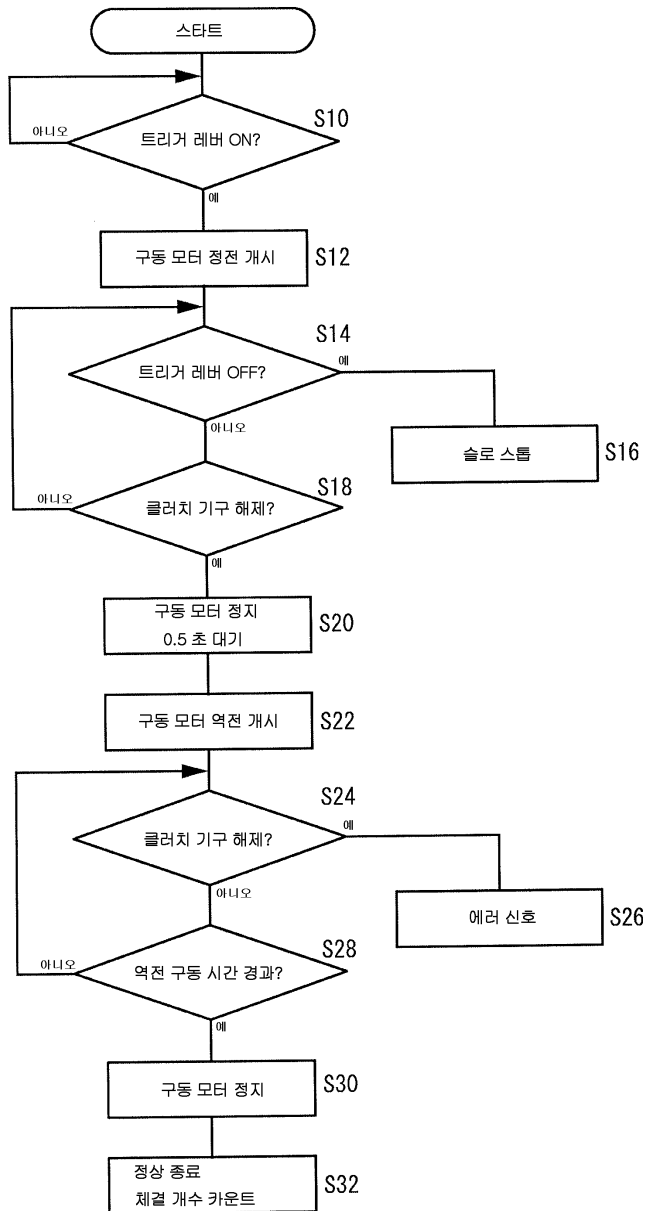 스타트
S10
아니오
트리거 레버 ON?
예
구동 모터 정전 개시
S12
S14
트리거 레버 OFF?
예
아니오
슬로 스톱
S16
S18
아니오
클러치 기구 해제?
예
구동 모터 정지
0.5 초 대기
S20
구동 모터 역전 개시
S22
S24
클러치 기구 해제?
예
아니오
에러 신호
S26
S28
아니오
역전 구동 시간 경과?
예
구동 모터 정지
S30
정상 종료
체결 개수 카운트
S32